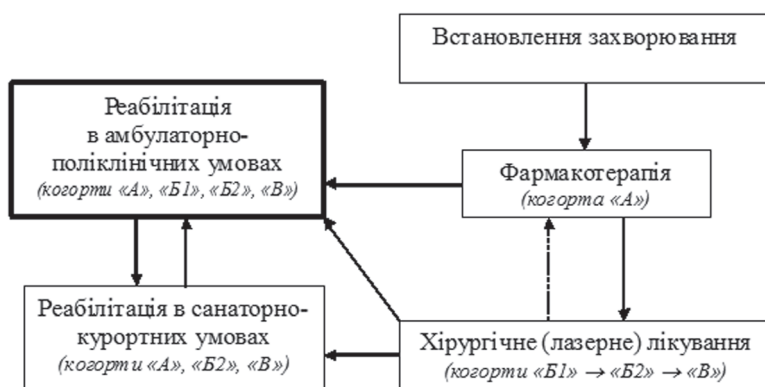 Встановлення захворювання
Реабілітація
в амбулаторно-
поліклінічних умовах
(когорти «А», «Б1», «Б2», «В»)
Фармакотерапія
(когорта «А»)
Реабілітація в санаторно-
курортних умовах
(когорти «А», «Б2», «В»)
Хірургічне (лазерне) лікування
(когорти «Б1» → «Б2» → «В»)